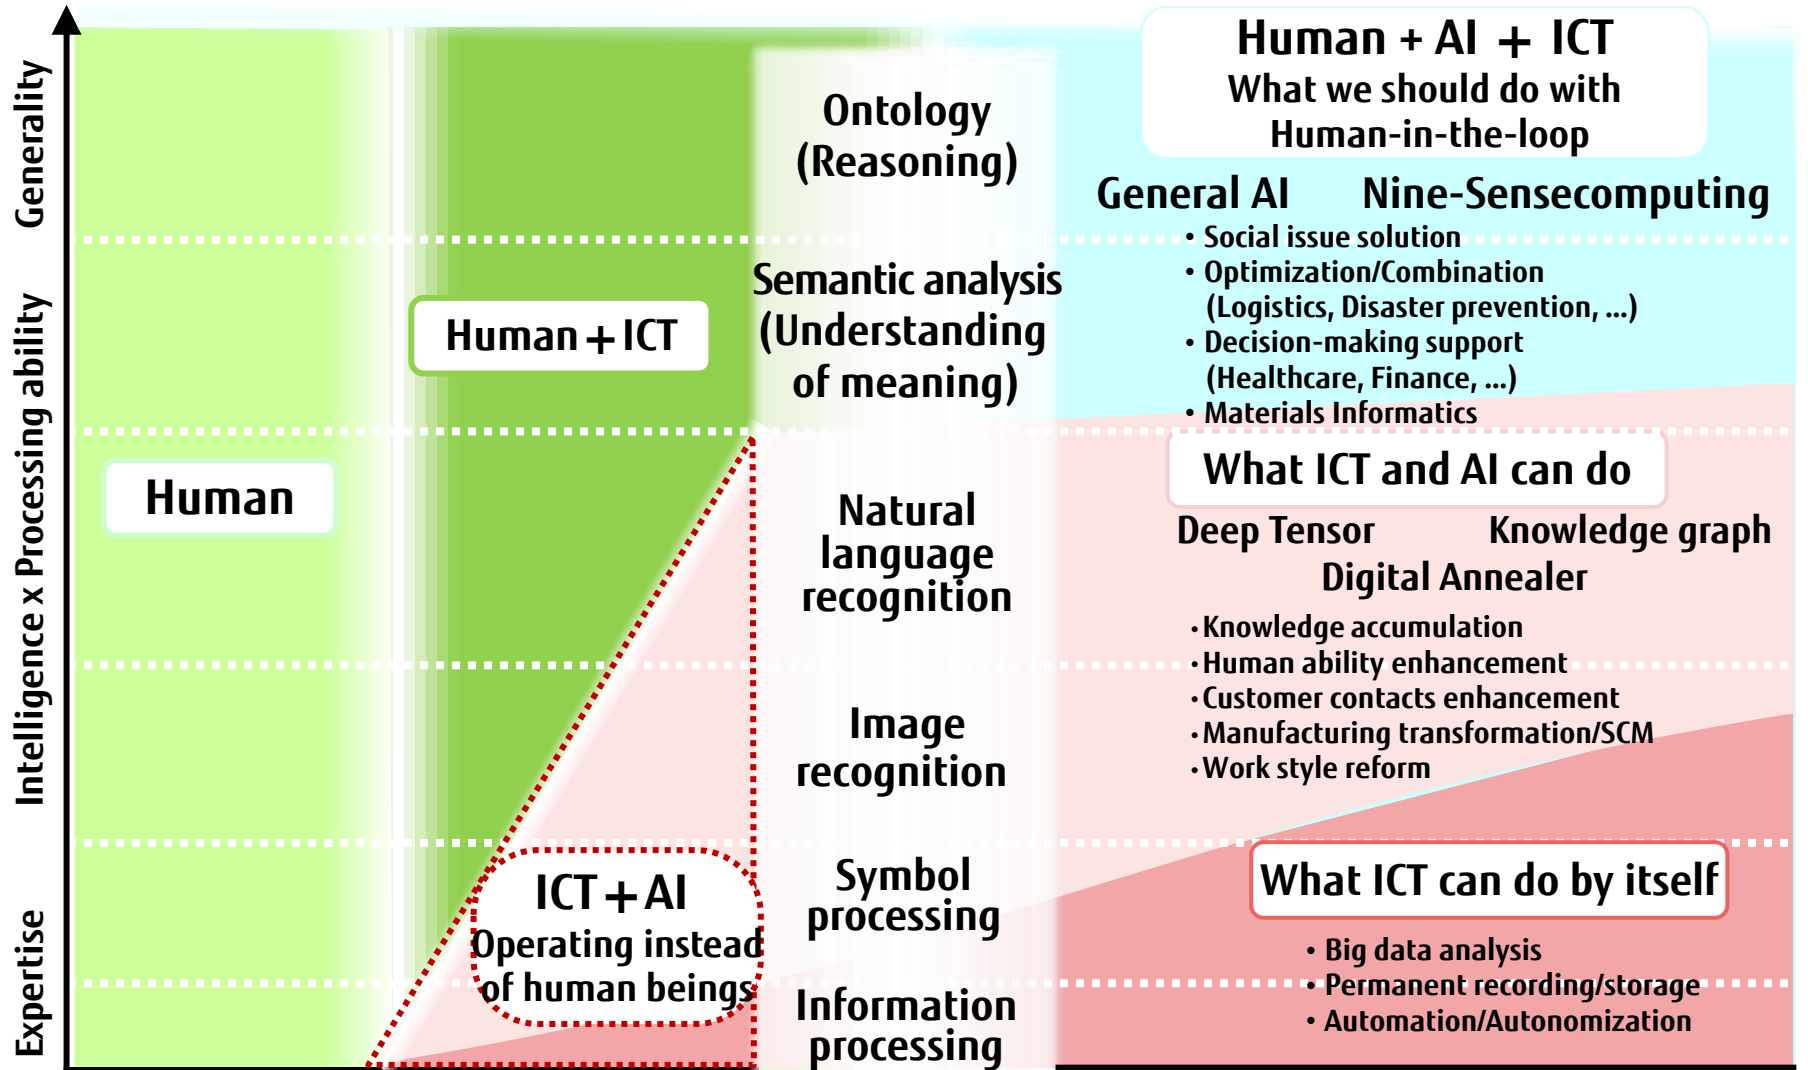 Generality
Intelligence x Processing ability
Expertise
Human
Human + ICT
ICT + AI
Operating instead
of human beings
Ontology
(Reasoning)
Semantic analysis
(Understanding
of meaning)
Natural
language
recognition
Image
recognition
Symbol
processing
Information
processing
Human + AI + ICT
What we should do with
Human-in-the-loop
General AI Nine-Sensecomputing
• Social issue solution
• Optimization/Combination
(Logistics, Disaster prevention, ...)
• Decision-making support
(Healthcare, Finance, ...)
• Materials Informatics
What ICT and AI can do
Deep Tensor Knowledge graph
Digital Annealer
・Knowledge accumulation
・Human ability enhancement
・Customer contacts enhancement
・Manufacturing transformation/SCM
・Work style reform
What ICT can do by itself
• Big data analysis
• Permanent recording/storage
• Automation/Autonomization